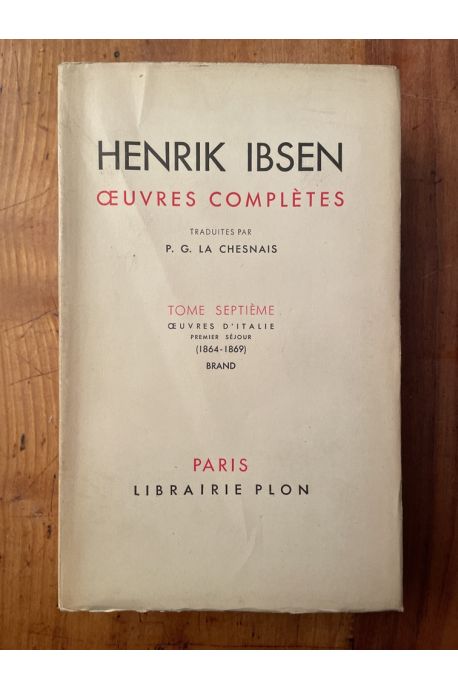 HENRIK IBSEN
ŒUVRES COMPLÈTES
TRADUITES PAR
P. G. LA CHESNAIS
TOME SEPTIÈME
ŒUVRES D'ITALIE
PREMIER SÉJOUR
(1864-1869)
BRAND
PARIS
LIBRAIRIE PLON